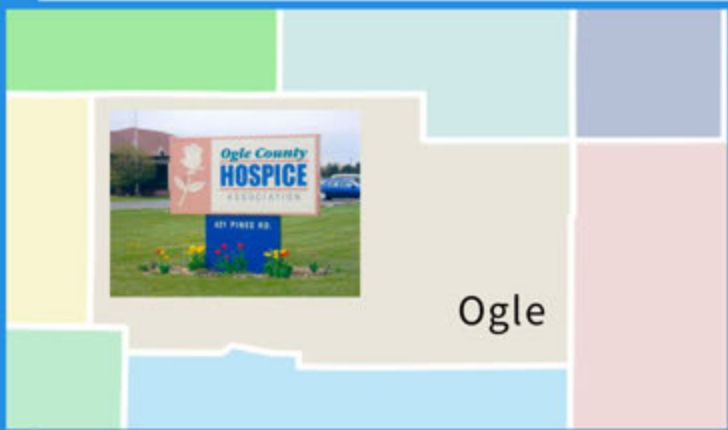 Ogle County
HOSPICE
ASSOCIATION
421 PINES RD.
Ogle